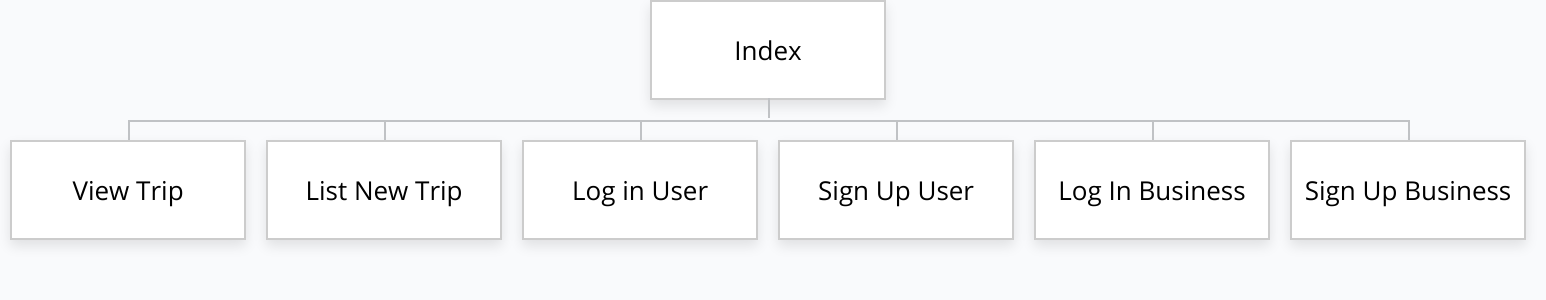 Index
View Trip
List New Trip
Log in User
Sign Up User
Log In Business
Sign Up Business